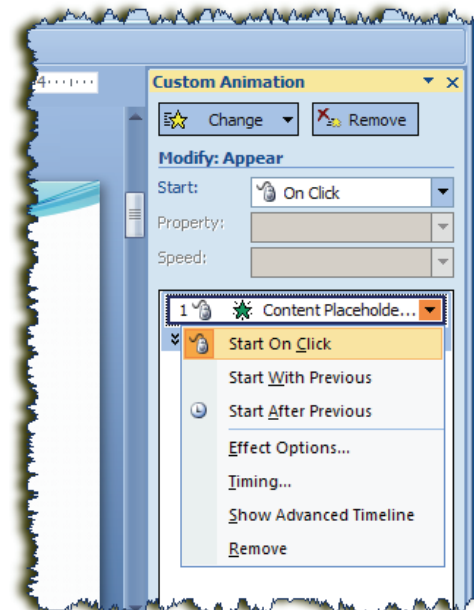 4
Custom Animation
Change Remove
Modify: Appear
Start: On Click
Property:
Speed:
1 Content Placeholde...
Start On Click
Start With Previous
Start After Previous
Effect Options...
Timing...
Show Advanced Timeline
Remove